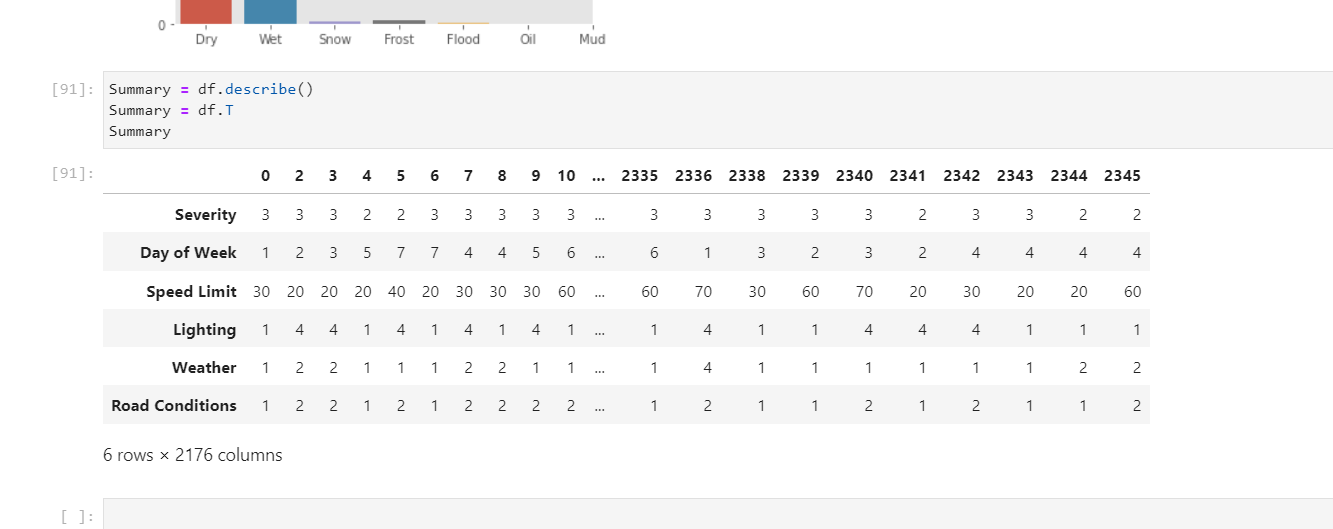 0
Dry Wet Snow Frost Flood Oil Mud
[91]: Summary = df.describe()
Summary = df.T
Summary
[91]: 0 2 3 4 5 6 7 8 9 10 ... 2335 2336 2338 2339 2340 2341 2342 2343 2344 2345
Severity 3 3 3 2 2 3 3 3 3 3 ... 3 3 3 3 3 2 3 3 2 2
Day of Week 1 2 3 5 7 7 4 4 5 6 ... 6 1 3 2 3 2 4 4 4 4
Speed Limit 30 20 20 20 40 20 30 30 30 60 ... 60 70 30 60 70 20 30 20 20 60
Lighting 1 4 4 1 4 1 4 1 4 1 ... 1 4 1 1 4 4 4 1 1 1
Weather 1 2 2 1 1 1 2 2 1 1 ... 1 4 1 1 1 1 1 1 2 2
Road Conditions 1 2 2 1 2 1 2 2 2 2 ... 1 2 1 1 2 1 2 1 1 2
6 rows × 2176 columns
[ ]: